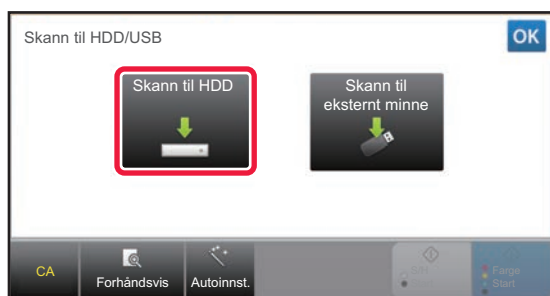 Skann til HDD/USB
OK
Skann til HDD
Skann til
eksternt minne
CA
Forhåndsvis
Autoinnst.
Farge
Start